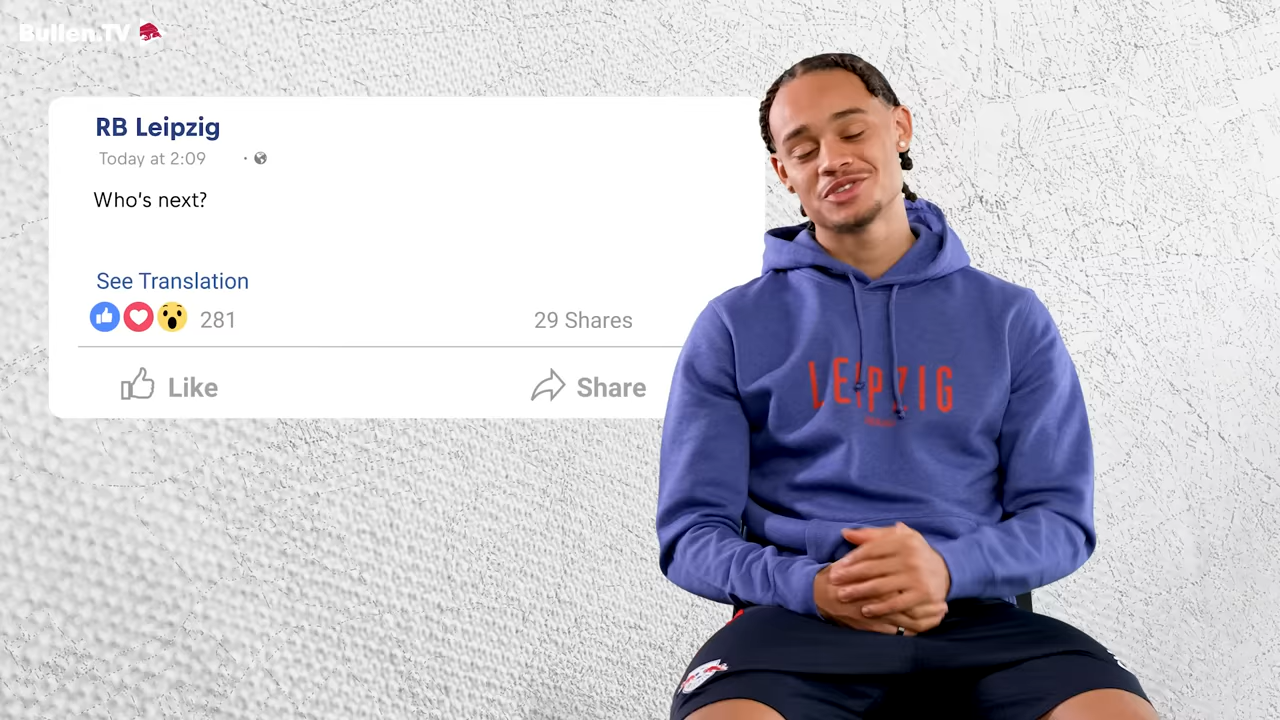 Bullen.TV
RB Leipzig
Today at 2:09 ·
Who's next?
See Translation
281
29 Shares
Like
Share
LEIPZIG